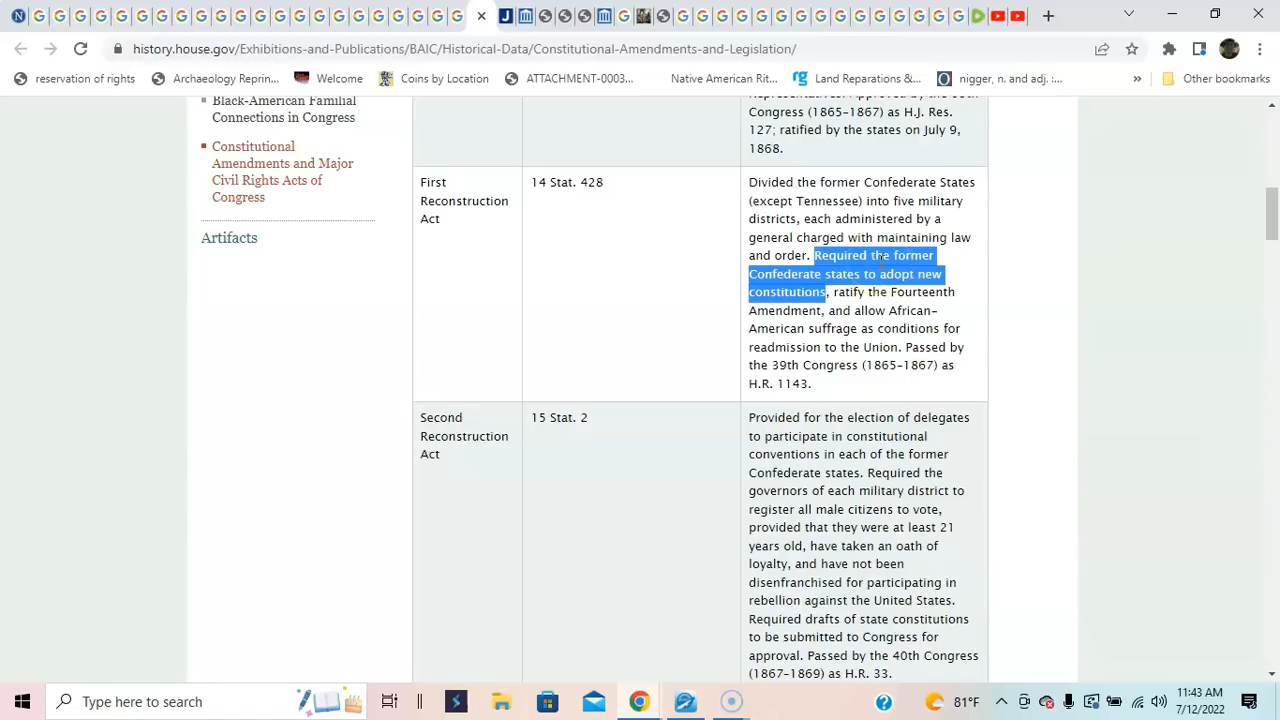 history.house.gov/Exhibitions-and-Publications/BAIC/Historical-Data/Constitutional-Amendments-and-Legislation/
reservation of rights
Archaeology Reprin...
Welcome
Coins by Location
ATTACHMENT-0003...
Native American Rit...
Land Reparations &...
nigger, n. and adj. :...
»
Other bookmarks
Black-American Familial
Connections in Congress
Constitutional
Amendments and Major
Civil Rights Acts of
Congress
Artifacts
Congress (1865–1867) as H.J. Res.
127; ratified by the states on July 9,
1868.
First
Reconstruction
Act
14 Stat. 428
Divided the former Confederate States
(except Tennessee) into five military
districts, each administered by a
general charged with maintaining law
and order. Required the former
Confederate states to adopt new
constitutions, ratify the Fourteenth
Amendment, and allow African-
American suffrage as conditions for
readmission to the Union. Passed by
the 39th Congress (1865–1867) as
H.R. 1143.
Second
Reconstruction
Act
15 Stat. 2
Provided for the election of delegates
to participate in constitutional
conventions in each of the former
Confederate states. Required the
governors of each military district to
register all male citizens to vote,
provided that they were at least 21
years old, have taken an oath of
loyalty, and have not been
disenfranchised for participating in
rebellion against the United States.
Required drafts of state constitutions
to be submitted to Congress for
approval. Passed by the 40th Congress
(1867–1869) as H.R. 33.
Type here to search
81°F
11:43 AM
7/12/2022